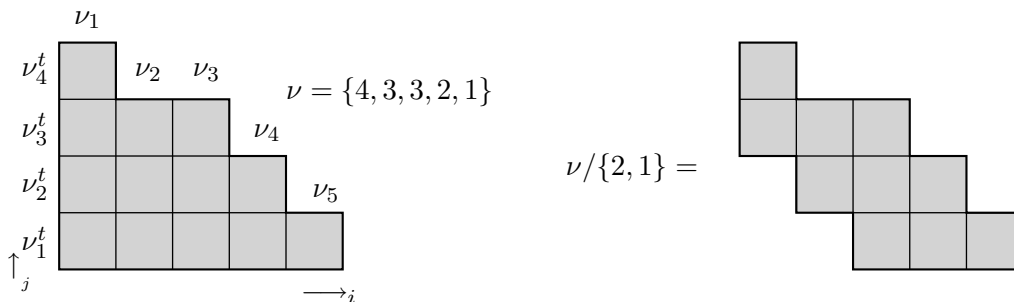 ν₁
ν₄ᵗ ν₂ ν₃ ν = {4, 3, 3, 2, 1}
ν₃ᵗ ν₄
ν₂ᵗ ν₅ ν/{2, 1} =
ν₁ᵗ
↑j ⟶i